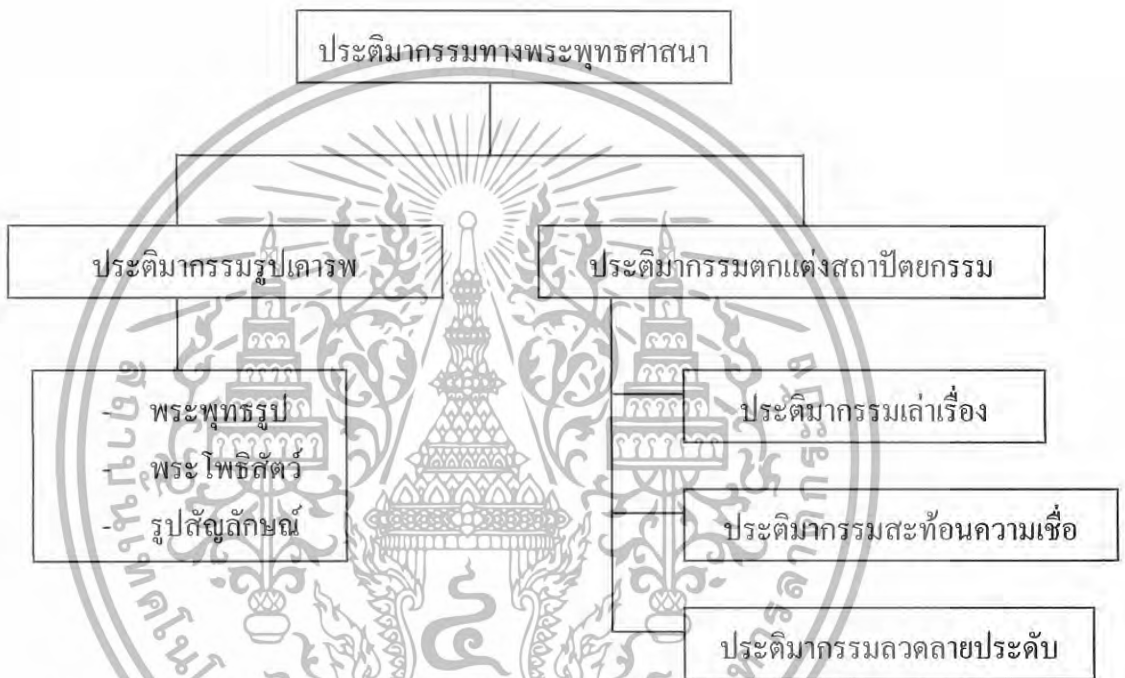 ประติมากรรมทางพระพุทธศาสนา
ประติมากรรมรูปเคารพ
ประติมากรรมตกแต่งสถาปัตยกรรม
- พระพุทธรูป
- พระโพธิสัตว์
- รูปสัญลักษณ์
ประติมากรรมเล่าเรื่อง
ประติมากรรมสะท้อนความเชื่อ
ประติมากรรมลวดลายประดับ